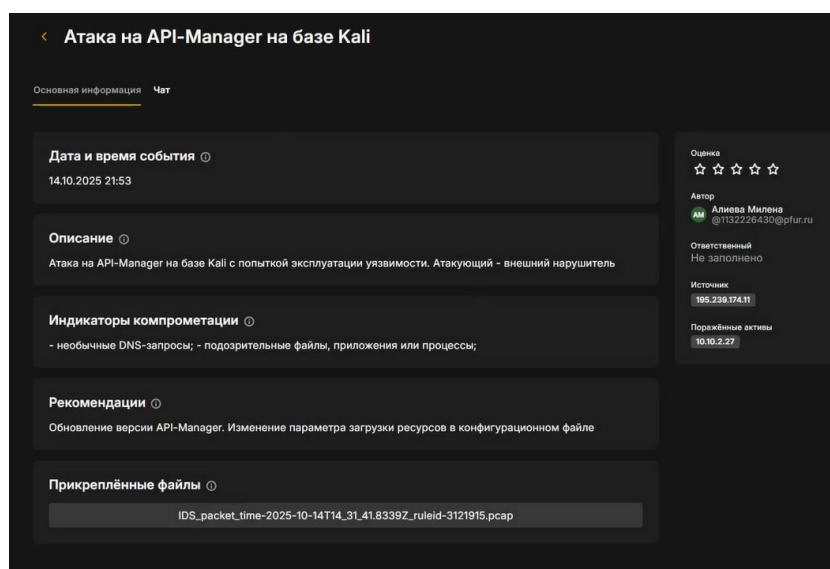 Атака на API-Manager на базе Kali
Основная информация Чат
Дата и время события
14.10.2025 21:53
Описание
Атака на API-Manager на базе Kali с попыткой эксплуатации уязвимости. Атакующий - внешний нарушитель
Индикаторы компрометации
- необычные DNS-запросы; - подозрительные файлы, приложения или процессы;
Рекомендации
Обновление версии API-Manager. Изменение параметра загрузки ресурсов в конфигурационном файле
Прикреплённые файлы
IDS_packet_time-2025-10-14T14_31_41.8339Z_ruleid-3121915.pcap
Оценка
Автор
АМ
Алиева Милена
@1132226430@pfur.ru
Ответственный
Не заполнено
Источник
195.239.174.11
Поражённые активы
10.10.2.27